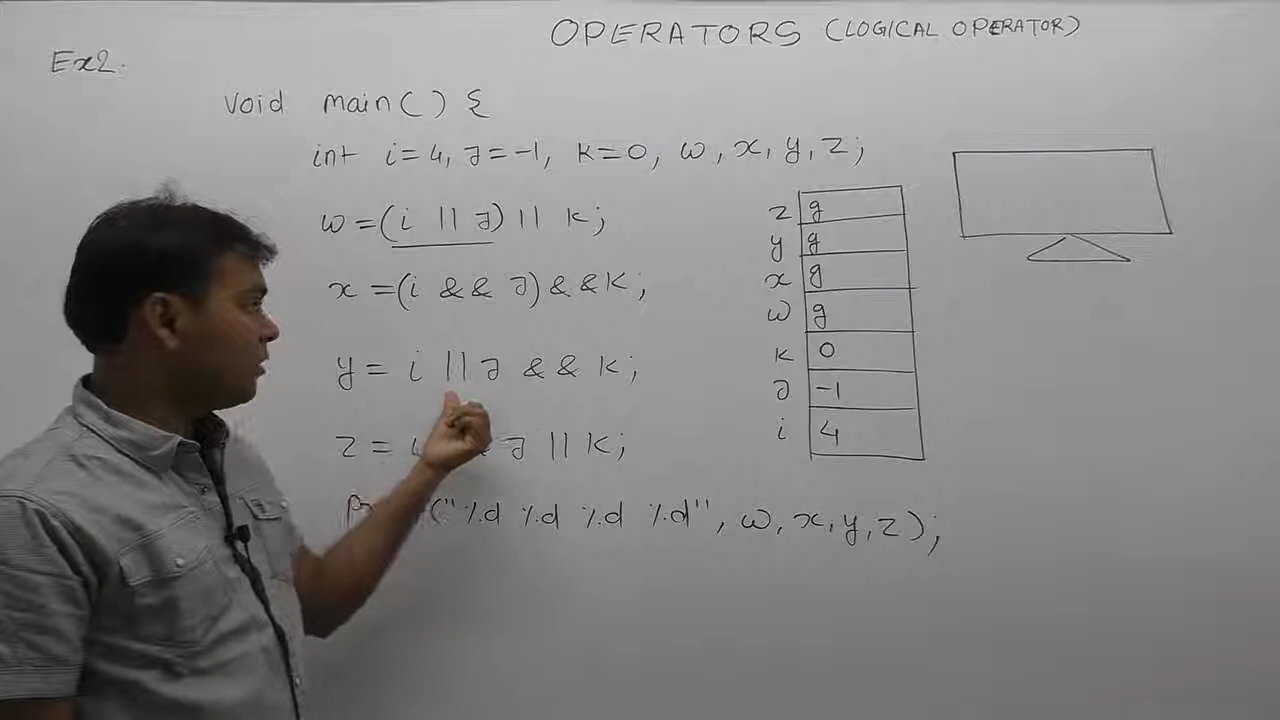 OPERATORS (LOGICAL OPERATOR)
Ex2.
void main() {
int i=4, J=-1, K=0, w, x, y, z;
w=(i || J) || K;
x=(i && J)&&K;
y= i || J && K;
z= J || K;
("%d %d %d %d", w, x, y, z);
z g
y g
x g
w g
K 0
J -1
i 4